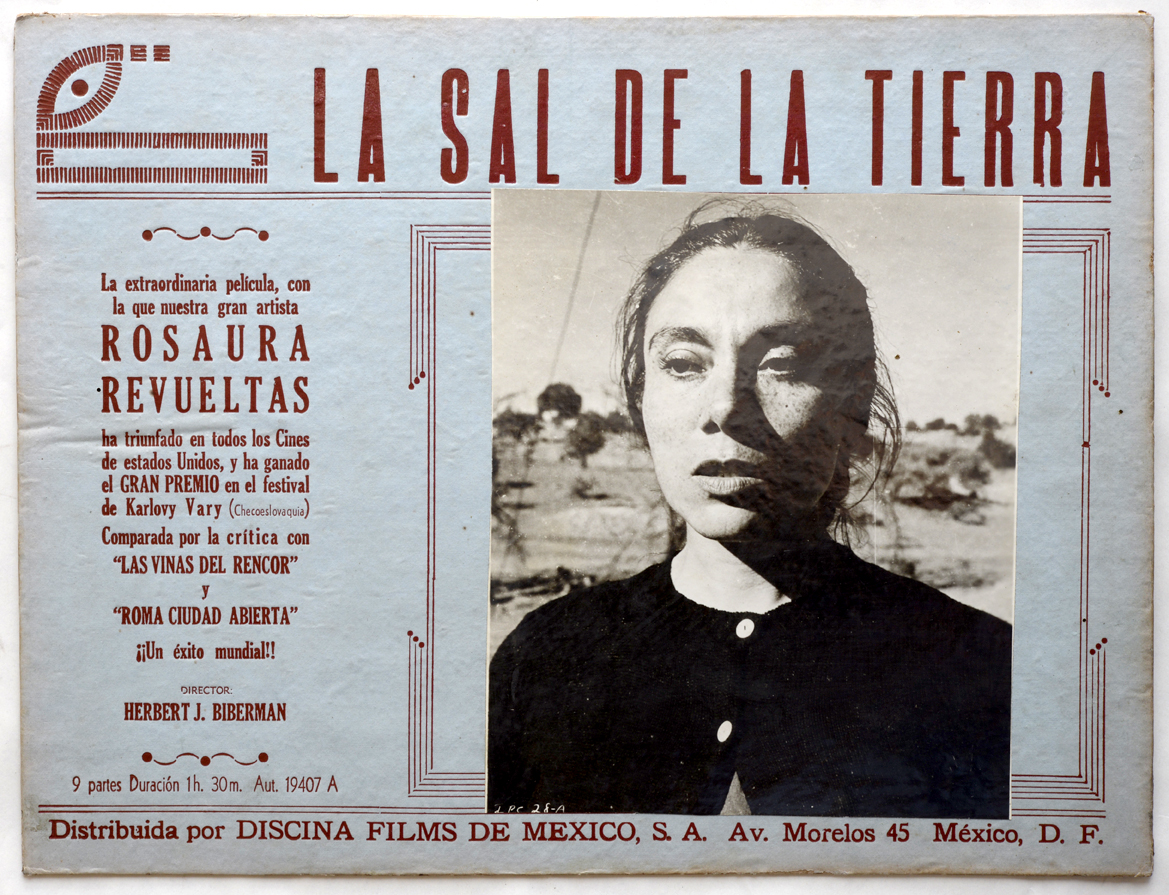 LA SAL DE LA TIERRA
La extraordinaria película, con
la que nuestra gran artista
ROSAURA
REVUELTAS
ha triunfado en todos los Cines
de estados Unidos, y ha ganado
el GRAN PREMIO en el festival
de Karlovy Vary (Checoeslovaquia)
Comparada por la crítica con
“LAS VINAS DEL RENCOR”
y
“ROMA CIUDAD ABIERTA”
¡¡Un éxito mundial!!
DIRECTOR:
HERBERT J. BIBERMAN
9 partes Duración 1h. 30m. Aut. 19407 A
IPC 28-A
Distribuida por DISCINA FILMS DE MEXICO, S. A. Av. Morelos 45 México, D. F.